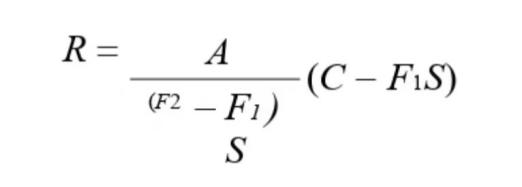 R = A (C – F1S)
(F2 – F1)
S